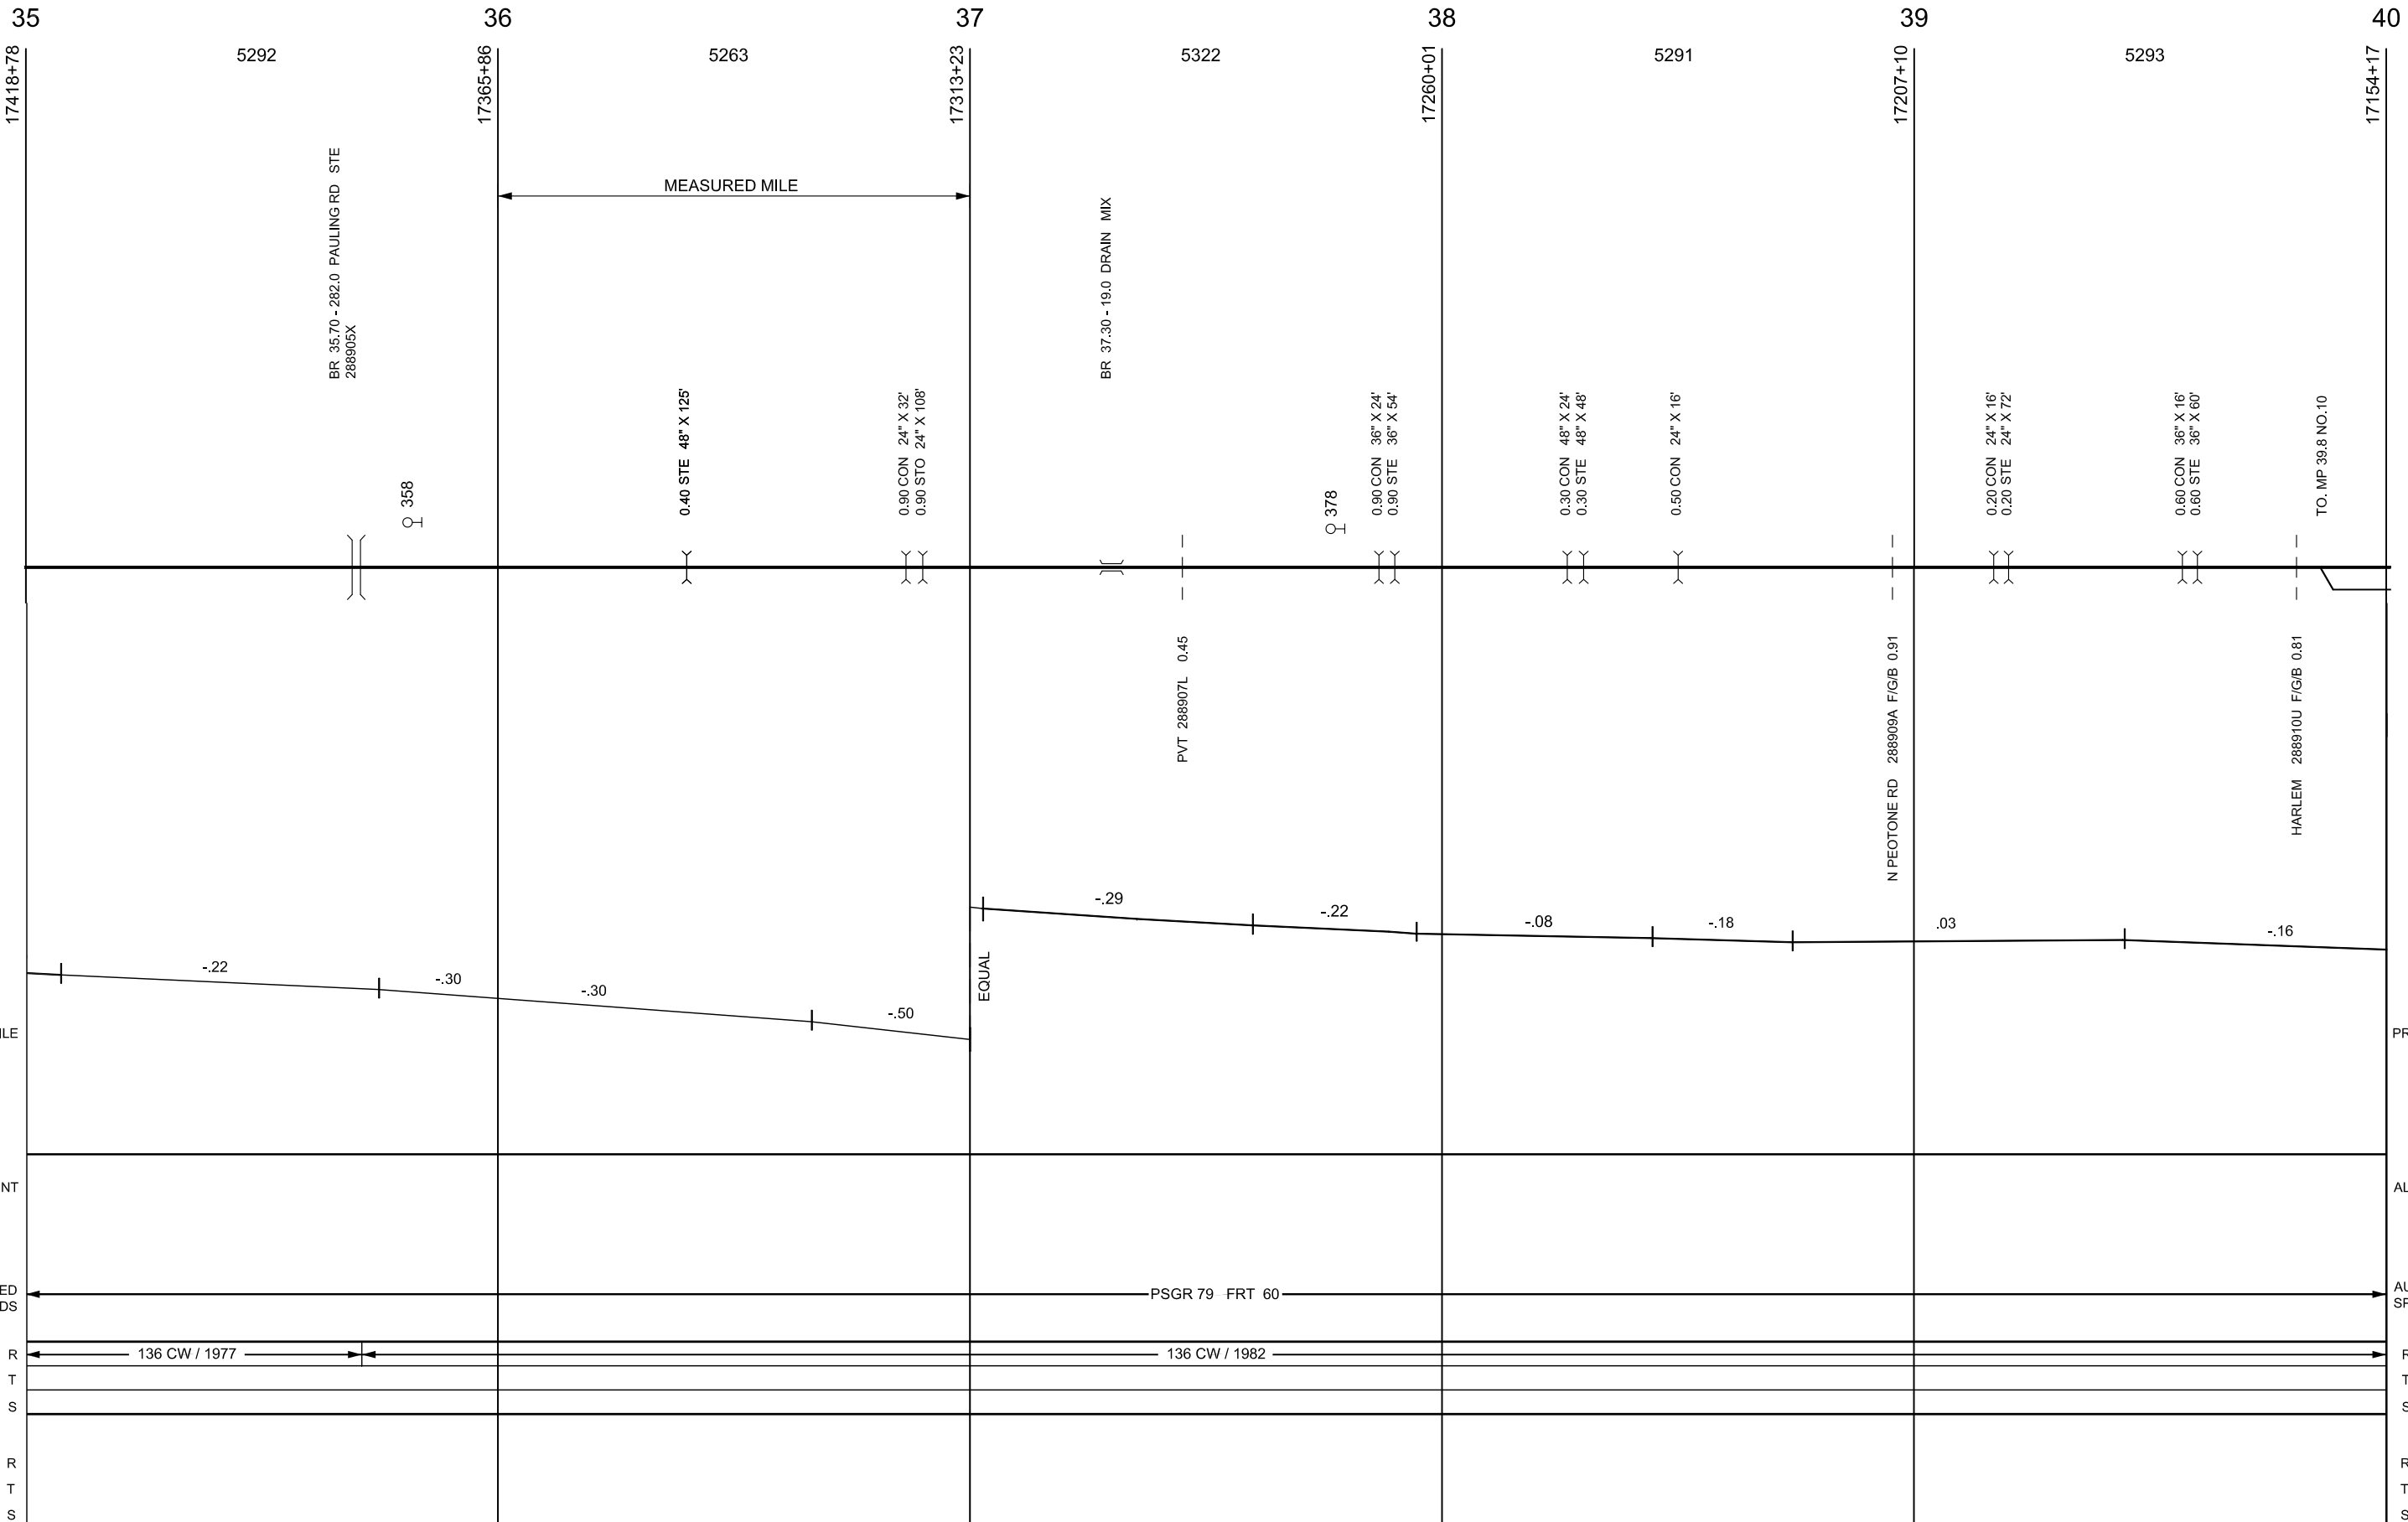 35 36 37 38 39 40
5292 5263 5322 5291 5293
17418+78
17365+86
17313+23
17260+01
17207+10
17154+17
MEASURED MILE
BR 35.70 - 282.0 PAULING RD STE
288905X
BR 37.30 - 19.0 DRAIN MIX
358
0.40 STE 48" X 125'
0.90 CON 24" X 32'
0.90 STO 24" X 108'
378
0.90 CON 36" X 24'
0.90 STE 36" X 54'
0.30 CON 48" X 24'
0.30 STE 48" X 48'
0.50 CON 24" X 16'
0.20 CON 24" X 16'
0.20 STE 24" X 72'
0.60 CON 36" X 16'
0.60 STE 36" X 60'
TO. MP 39.8 NO.10
PVT 288907L 0.45
N PEOTONE RD 288909A F/G/B 0.91
HARLEM 288910U F/G/B 0.81
-.29
-.22
-.08
-.18
.03
-.16
-.22
-.30
-.30
-.50
EQUAL
ILE PR
NT AL
ED AU
DS SP
PSGR 79 FRT 60
R 136 CW / 1977 136 CW / 1982 R
T T
S S
R R
T T
S S